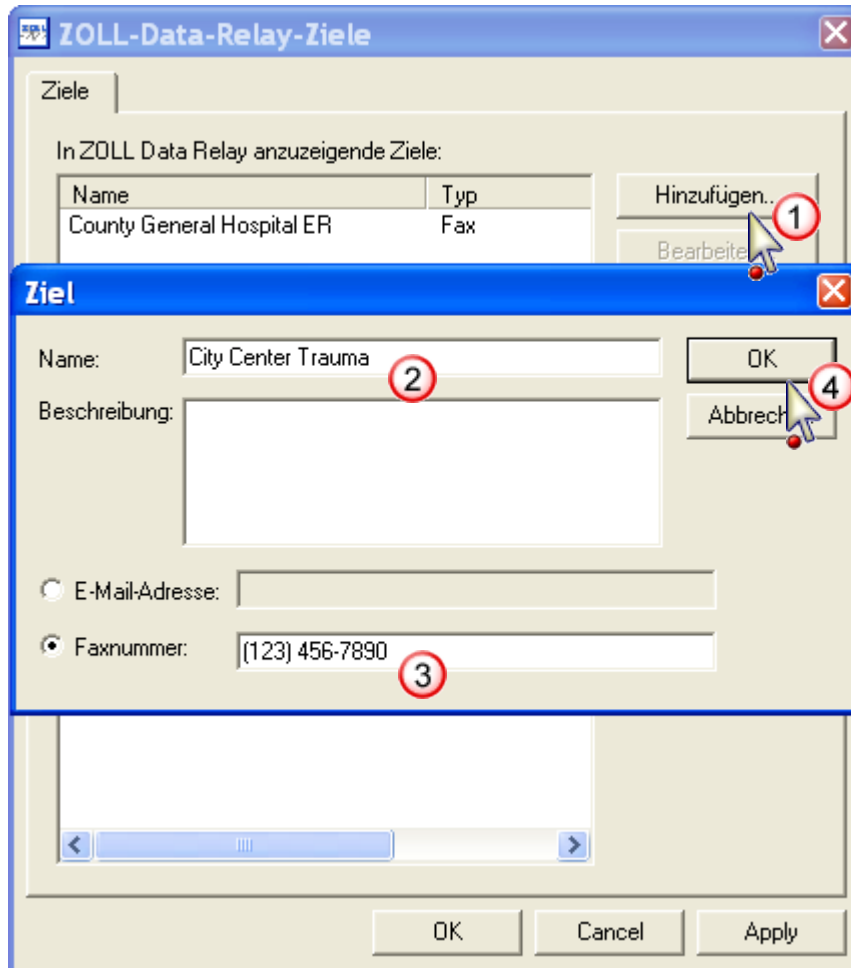 ZOLL-Data-Relay-Ziele
Ziele
In ZOLL Data Relay anzuzeigende Ziele:
Name Typ
County General Hospital ER Fax
Hinzufügen..
1
Bearbeite
Ziel
Name: City Center Trauma
2
OK
4
Beschreibung:
Abbrech
E-Mail-Adresse:
Faxnummer: (123) 456-7890
3
OK Cancel Apply